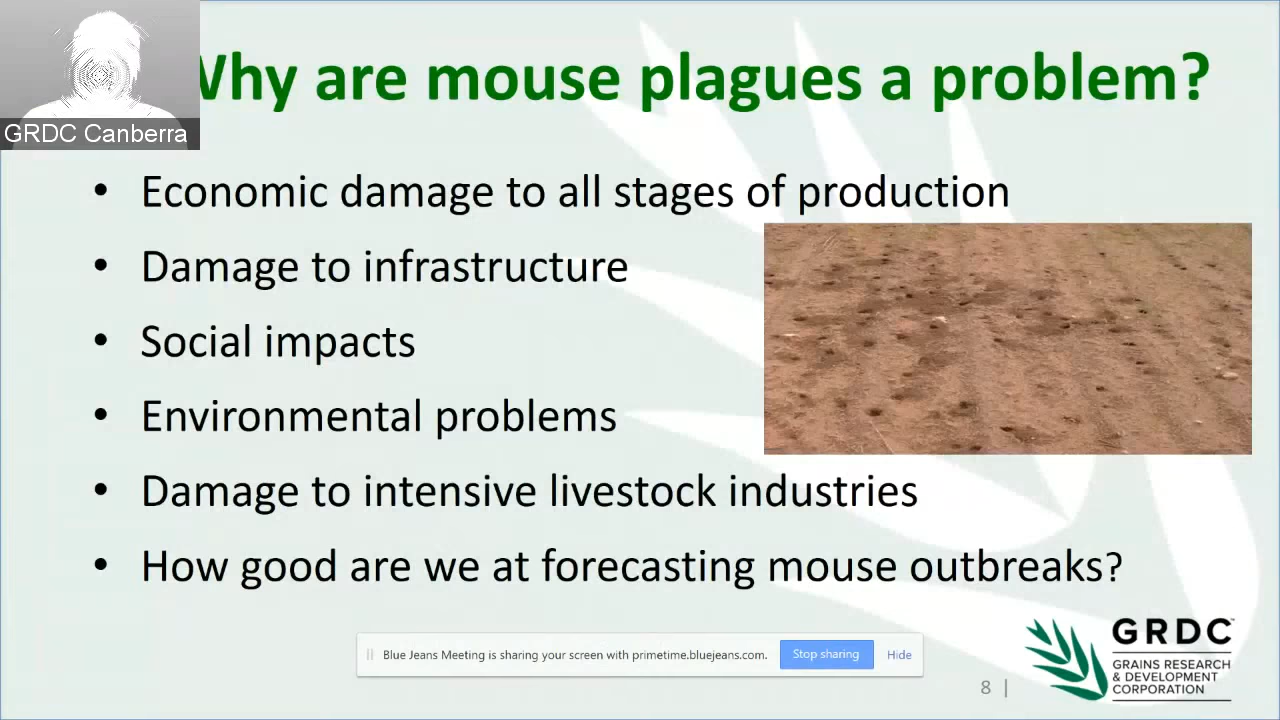 Why are mouse plagues a problem?
GRDC Canberra
• Economic damage to all stages of production
• Damage to infrastructure
• Social impacts
• Environmental problems
• Damage to intensive livestock industries
• How good are we at forecasting mouse outbreaks?
Blue Jeans Meeting is sharing your screen with primetime.bluejeans.com. Stop sharing Hide
8 |
GRDC™
GRAINS RESEARCH
& DEVELOPMENT
CORPORATION